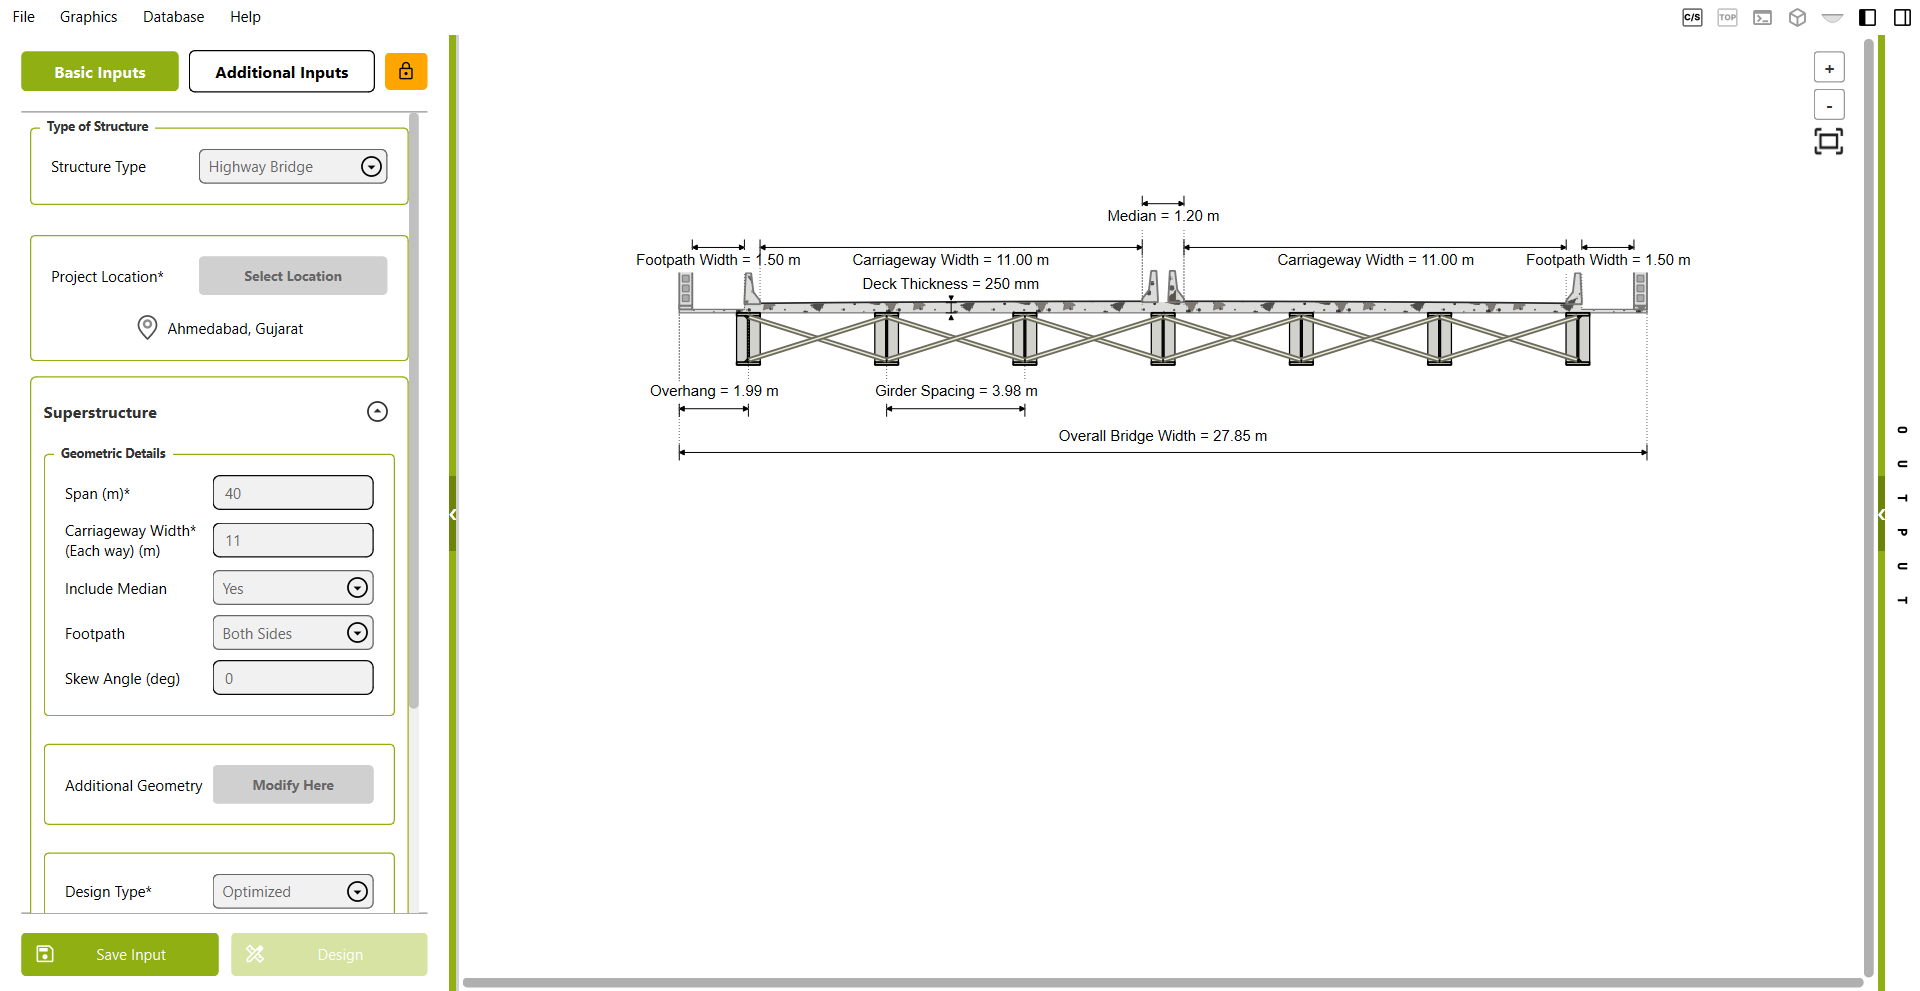 File Graphics Database Help
C/S TOP
Basic Inputs Additional Inputs
Type of Structure
Structure Type Highway Bridge
Project Location* Select Location
Ahmedabad, Gujarat
Superstructure
Geometric Details
Span (m)* 40
Carriageway Width*
(Each way) (m) 11
Include Median Yes
Footpath Both Sides
Skew Angle (deg) 0
Additional Geometry Modify Here
Design Type* Optimized
Save Input Design
+
-
Median = 1.20 m
Footpath Width = 1.50 m Carriageway Width = 11.00 m Carriageway Width = 11.00 m Footpath Width = 1.50 m
Deck Thickness = 250 mm
Overhang = 1.99 m Girder Spacing = 3.98 m
Overall Bridge Width = 27.85 m
OUTPUT